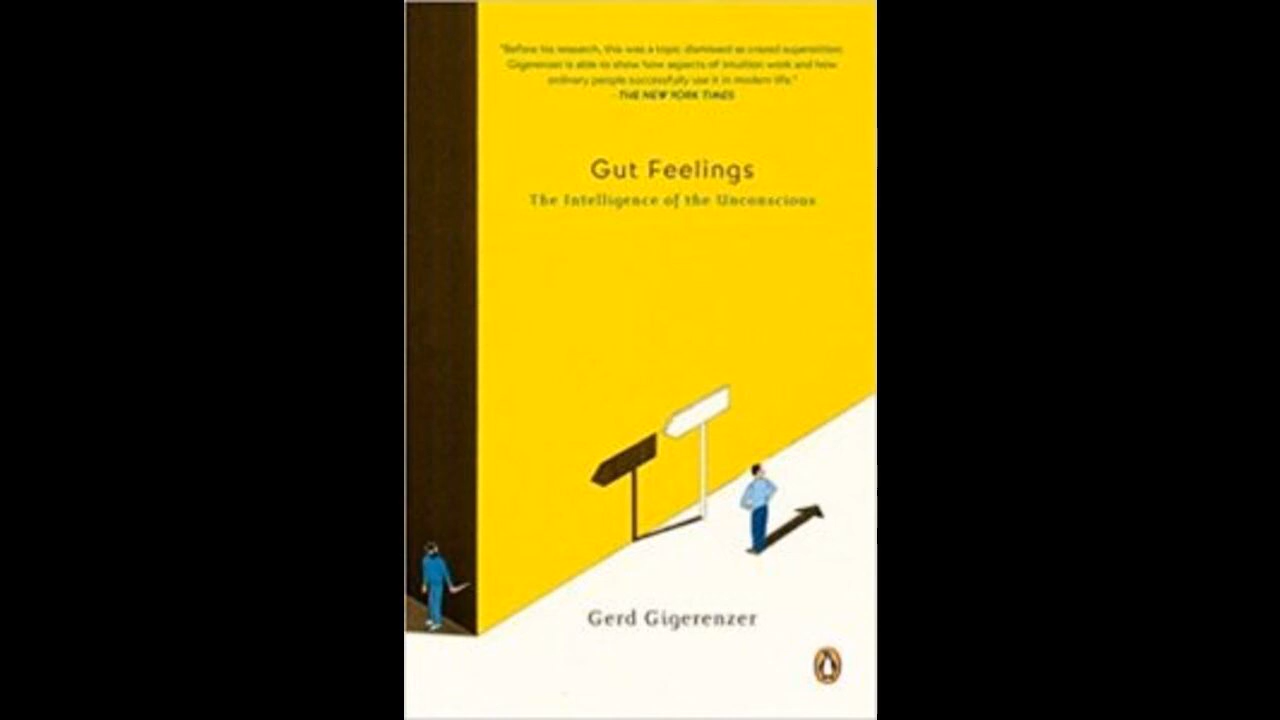 "Before his research, this was a topic dismissed as crazed superstition.
Gigerenzer is able to show how aspects of intuition work and how
ordinary people successfully use it in modern life."
- THE NEW YORK TIMES
Gut Feelings
The Intelligence of the Unconscious
Gerd Gigerenzer